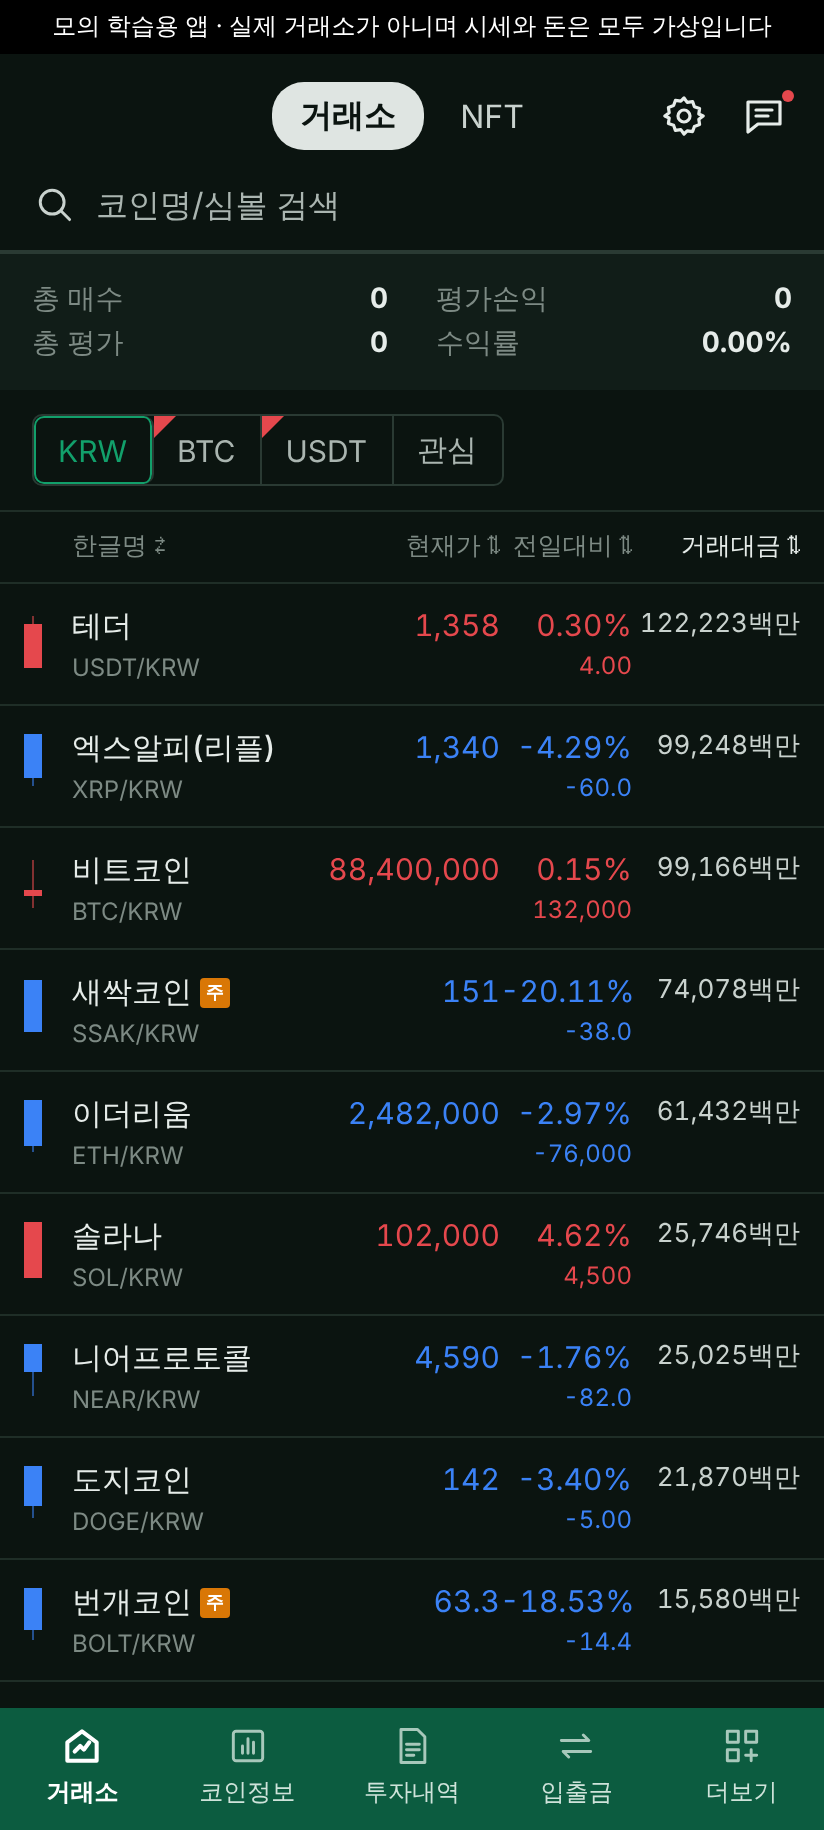 모의 학습용 앱 · 실제 거래소가 아니며 시세와 돈은 모두 가상입니다
거래소 NFT
코인명/심볼 검색
총 매수 0 평가손익 0
총 평가 0 수익률 0.00%
KRW BTC USDT 관심
한글명 현재가 전일대비 거래대금
테더 1,358 0.30% 122,223백만
USDT/KRW 4.00
엑스알피(리플) 1,340 -4.29% 99,248백만
XRP/KRW -60.0
비트코인 88,400,000 0.15% 99,166백만
BTC/KRW 132,000
새싹코인 주 151 -20.11% 74,078백만
SSAK/KRW -38.0
이더리움 2,482,000 -2.97% 61,432백만
ETH/KRW -76,000
솔라나 102,000 4.62% 25,746백만
SOL/KRW 4,500
니어프로토콜 4,590 -1.76% 25,025백만
NEAR/KRW -82.0
도지코인 142 -3.40% 21,870백만
DOGE/KRW -5.00
번개코인 주 63.3 -18.53% 15,580백만
BOLT/KRW -14.4
거래소 코인정보 투자내역 입출금 더보기